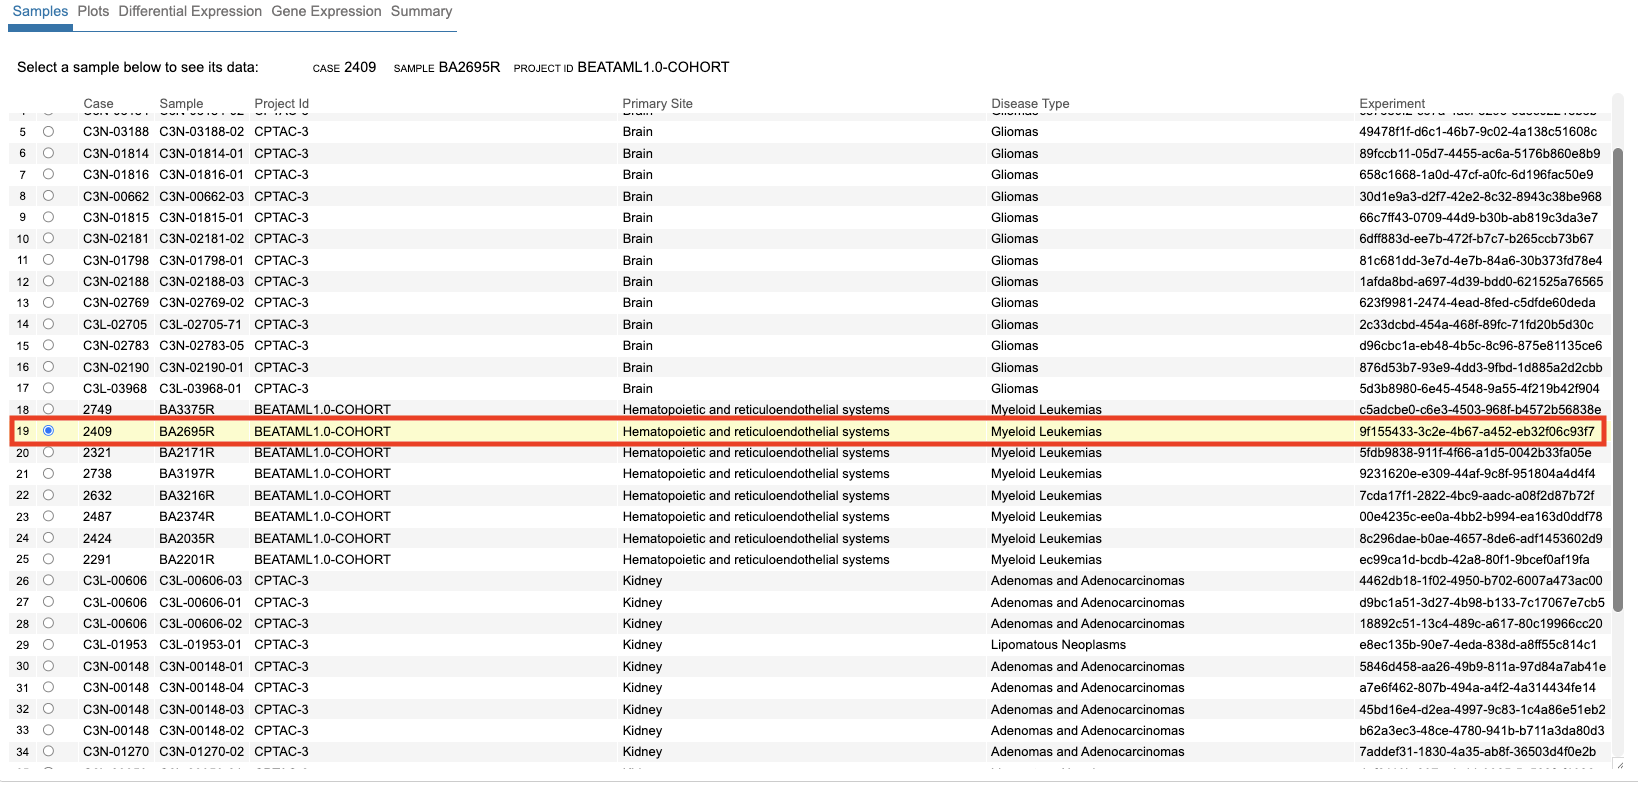 Samples Plots Differential Expression Gene Expression Summary
Select a sample below to see its data: CASE 2409 SAMPLE BA2695R PROJECT ID BEATAML1.0-COHORT
Case Sample Project Id Primary Site Disease Type Experiment
5 C3N-03188 C3N-03188-02 CPTAC-3 Brain Gliomas 49478f1f-d6c1-46b7-9c02-4a138c51608c
6 C3N-01814 C3N-01814-01 CPTAC-3 Brain Gliomas 89fccb11-05d7-4455-ac6a-5176b860e8b9
7 C3N-01816 C3N-01816-01 CPTAC-3 Brain Gliomas 658c1668-1a0d-47cf-a0fc-6d196fac50e9
8 C3N-00662 C3N-00662-03 CPTAC-3 Brain Gliomas 30d1e9a3-d2f7-42e2-8c32-8943c38be968
9 C3N-01815 C3N-01815-01 CPTAC-3 Brain Gliomas 66c7ff43-0709-44d9-b30b-ab819c3da3e7
10 C3N-02181 C3N-02181-02 CPTAC-3 Brain Gliomas 6dff883d-ee7b-472f-b7c7-b265ccb73b67
11 C3N-01798 C3N-01798-01 CPTAC-3 Brain Gliomas 81c681dd-3e7d-4e7b-84a6-30b373fd78e4
12 C3N-02188 C3N-02188-03 CPTAC-3 Brain Gliomas 1afda8bd-a697-4d39-bdd0-621525a76565
13 C3N-02769 C3N-02769-02 CPTAC-3 Brain Gliomas 623f9981-2474-4ead-8fed-c5dfde60deda
14 C3L-02705 C3L-02705-71 CPTAC-3 Brain Gliomas 2c33dcbd-454a-468f-89fc-71fd20b5d30c
15 C3N-02783 C3N-02783-05 CPTAC-3 Brain Gliomas d96cbc1a-eb48-4b5c-8c96-875e81135ce6
16 C3N-02190 C3N-02190-01 CPTAC-3 Brain Gliomas 876d53b7-93e9-4dd3-9fbd-1d885a2d2cbb
17 C3L-03968 C3L-03968-01 CPTAC-3 Brain Gliomas 5d3b8980-6e45-4548-9a55-4f219b42f904
18 2749 BA3375R BEATAML1.0-COHORT Hematopoietic and reticuloendothelial systems Myeloid Leukemias c5adcbe0-c6e3-4503-968f-b4572b56838e
19 2409 BA2695R BEATAML1.0-COHORT Hematopoietic and reticuloendothelial systems Myeloid Leukemias 9f155433-3c2e-4b67-a452-eb32f06c93f7
20 2321 BA2171R BEATAML1.0-COHORT Hematopoietic and reticuloendothelial systems Myeloid Leukemias 5fdb9838-911f-4f66-a1d5-0042b33fa05e
21 2738 BA3197R BEATAML1.0-COHORT Hematopoietic and reticuloendothelial systems Myeloid Leukemias 9231620e-e309-44af-9c8f-951804a4d4f4
22 2632 BA3216R BEATAML1.0-COHORT Hematopoietic and reticuloendothelial systems Myeloid Leukemias 7cda17f1-2822-4bc9-aadc-a08f2d87b72f
23 2487 BA2374R BEATAML1.0-COHORT Hematopoietic and reticuloendothelial systems Myeloid Leukemias 00e4235c-ee0a-4bb2-b994-ea163d0ddf78
24 2424 BA2035R BEATAML1.0-COHORT Hematopoietic and reticuloendothelial systems Myeloid Leukemias 8c296dae-b0ae-4657-8de6-adf1453602d9
25 2291 BA2201R BEATAML1.0-COHORT Hematopoietic and reticuloendothelial systems Myeloid Leukemias ec99ca1d-bcdb-42a8-80f1-9bcef0af19fa
26 C3L-00606 C3L-00606-03 CPTAC-3 Kidney Adenomas and Adenocarcinomas 4462db18-1f02-4950-b702-6007a473ac00
27 C3L-00606 C3L-00606-01 CPTAC-3 Kidney Adenomas and Adenocarcinomas d9bc1a51-3d27-4b98-b133-7c17067e7cb5
28 C3L-00606 C3L-00606-02 CPTAC-3 Kidney Adenomas and Adenocarcinomas 18892c51-13c4-489c-a617-80c19966cc20
29 C3L-01953 C3L-01953-01 CPTAC-3 Kidney Lipomatous Neoplasms e8ec135b-90e7-4eda-838d-a8ff55c814c1
30 C3N-00148 C3N-00148-01 CPTAC-3 Kidney Adenomas and Adenocarcinomas 5846d458-aa26-49b9-811a-97d84a7ab41e
31 C3N-00148 C3N-00148-04 CPTAC-3 Kidney Adenomas and Adenocarcinomas a7e6f462-807b-494a-a4f2-4a314434fe14
32 C3N-00148 C3N-00148-03 CPTAC-3 Kidney Adenomas and Adenocarcinomas 45bd16e4-d2ea-4997-9c83-1c4a86e51eb2
33 C3N-00148 C3N-00148-02 CPTAC-3 Kidney Adenomas and Adenocarcinomas b62a3ec3-48ce-4780-941b-b711a3da80d3
34 C3N-01270 C3N-01270-02 CPTAC-3 Kidney Adenomas and Adenocarcinomas 7addef31-1830-4a35-ab8f-36503d4f0e2b